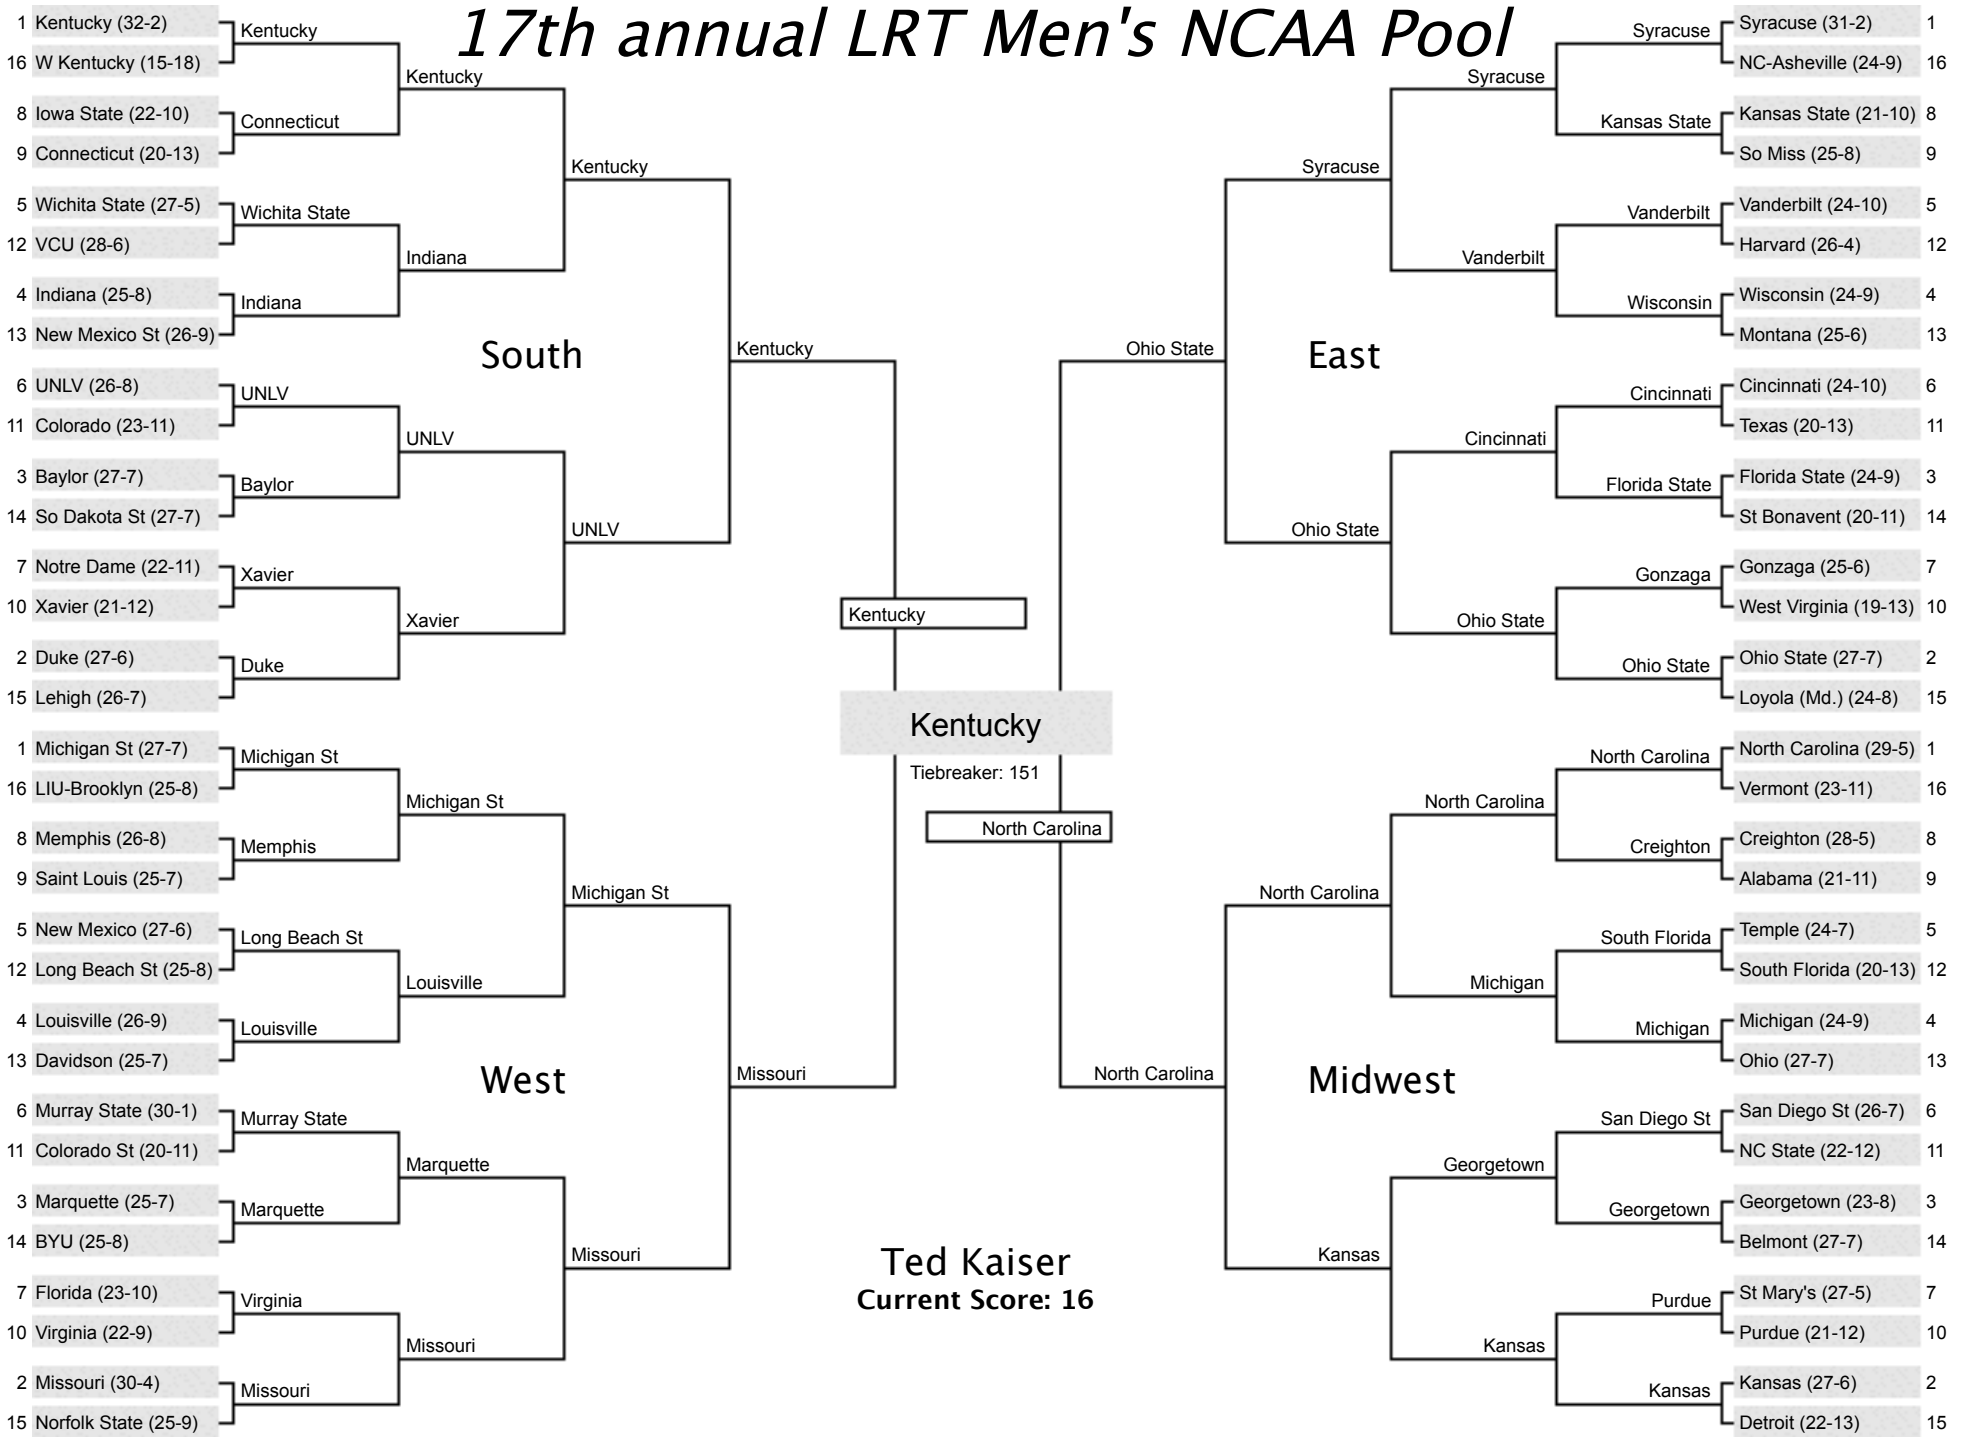 17th annual LRT Men's NCAA Pool
1 Kentucky (32-2)
16 W Kentucky (15-18)
8 Iowa State (22-10)
9 Connecticut (20-13)
5 Wichita State (27-5)
12 VCU (28-6)
4 Indiana (25-8)
13 New Mexico St (26-9)
6 UNLV (26-8)
11 Colorado (23-11)
3 Baylor (27-7)
14 So Dakota St (27-7)
7 Notre Dame (22-11)
10 Xavier (21-12)
2 Duke (27-6)
15 Lehigh (26-7)
Kentucky
Connecticut
Wichita State
Indiana
UNLV
Baylor
Xavier
Duke
Kentucky
Indiana
UNLV
Xavier
Kentucky
UNLV
Kentucky
South
1 Michigan St (27-7)
16 LIU-Brooklyn (25-8)
8 Memphis (26-8)
9 Saint Louis (25-7)
5 New Mexico (27-6)
12 Long Beach St (25-8)
4 Louisville (26-9)
13 Davidson (25-7)
6 Murray State (30-1)
11 Colorado St (20-11)
3 Marquette (25-7)
14 BYU (25-8)
7 Florida (23-10)
10 Virginia (22-9)
2 Missouri (30-4)
15 Norfolk State (25-9)
Michigan St
Memphis
Long Beach St
Louisville
Murray State
Marquette
Virginia
Missouri
Michigan St
Louisville
Marquette
Missouri
Michigan St
Missouri
Missouri
West
Kentucky
Kentucky
Tiebreaker: 151
North Carolina
Ted Kaiser
Current Score: 16
Syracuse (31-2) 1
NC-Asheville (24-9) 16
Kansas State (21-10) 8
So Miss (25-8) 9
Vanderbilt (24-10) 5
Harvard (26-4) 12
Wisconsin (24-9) 4
Montana (25-6) 13
Cincinnati (24-10) 6
Texas (20-13) 11
Florida State (24-9) 3
St Bonavent (20-11) 14
Gonzaga (25-6) 7
West Virginia (19-13) 10
Ohio State (27-7) 2
Loyola (Md.) (24-8) 15
Syracuse
Kansas State
Vanderbilt
Wisconsin
Cincinnati
Florida State
Gonzaga
Ohio State
Syracuse
Vanderbilt
Cincinnati
Ohio State
Syracuse
Ohio State
Ohio State
East
North Carolina (29-5) 1
Vermont (23-11) 16
Creighton (28-5) 8
Alabama (21-11) 9
Temple (24-7) 5
South Florida (20-13) 12
Michigan (24-9) 4
Ohio (27-7) 13
San Diego St (26-7) 6
NC State (22-12) 11
Georgetown (23-8) 3
Belmont (27-7) 14
St Mary's (27-5) 7
Purdue (21-12) 10
Kansas (27-6) 2
Detroit (22-13) 15
North Carolina
Creighton
South Florida
Michigan
San Diego St
Georgetown
Purdue
Kansas
North Carolina
Michigan
Georgetown
Kansas
North Carolina
Kansas
North Carolina
Midwest